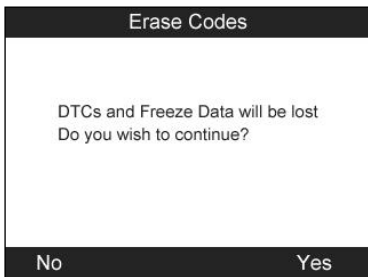 Erase Codes
DTCs and Freeze Data will be lost
Do you wish to continue?
No Yes